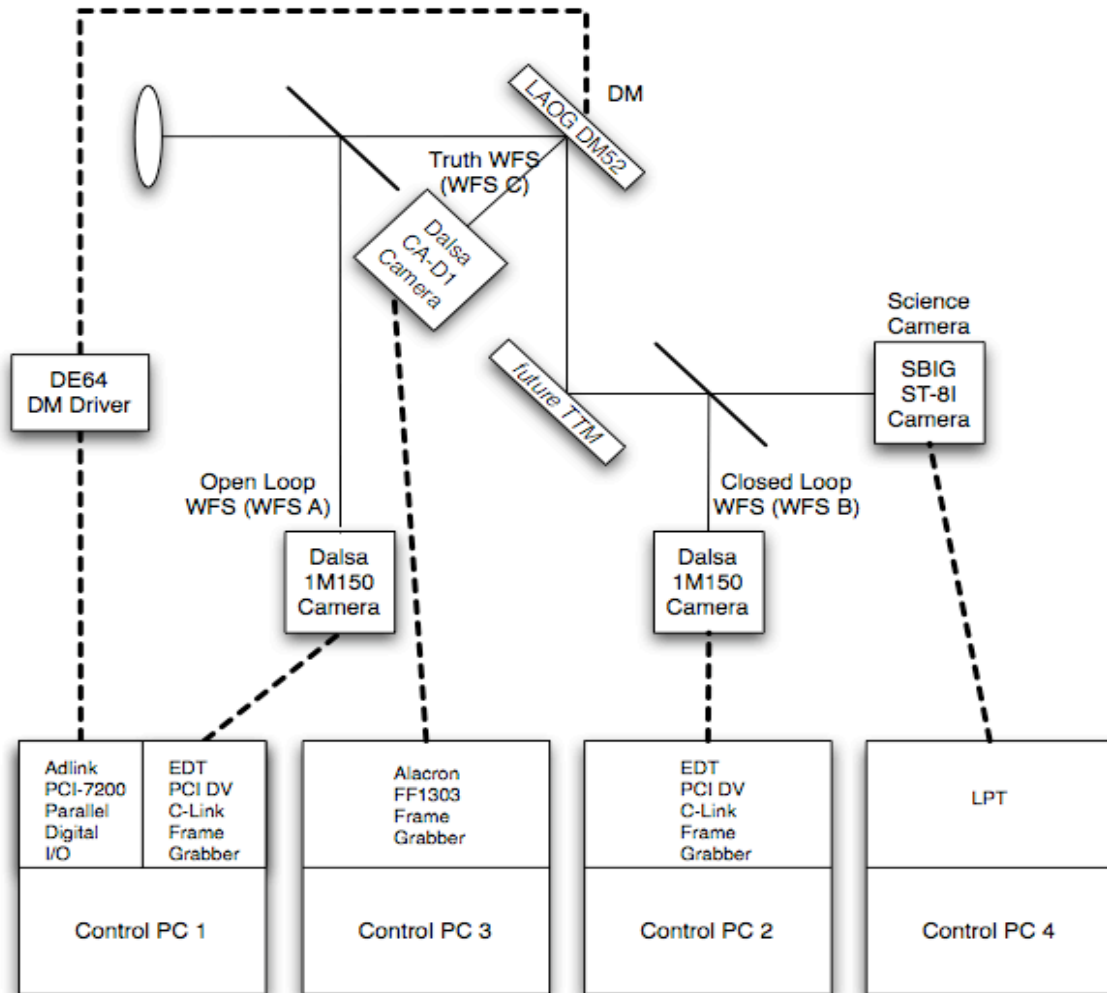 LAOG DM52
DM
Truth WFS
(WFS C)
Dalsa
CA-D1
Camera
Science
Camera
SBIG
ST-8I
Camera
DE64
DM Driver
future TTM
Open Loop
WFS (WFS A)
Closed Loop
WFS (WFS B)
Dalsa
1M150
Camera
Dalsa
1M150
Camera
Adlink
PCI-7200
Parallel
Digital
I/O
EDT
PCI DV
C-Link
Frame
Grabber
Alacron
FF1303
Frame
Grabber
EDT
PCI DV
C-Link
Frame
Grabber
LPT
Control PC 1
Control PC 3
Control PC 2
Control PC 4